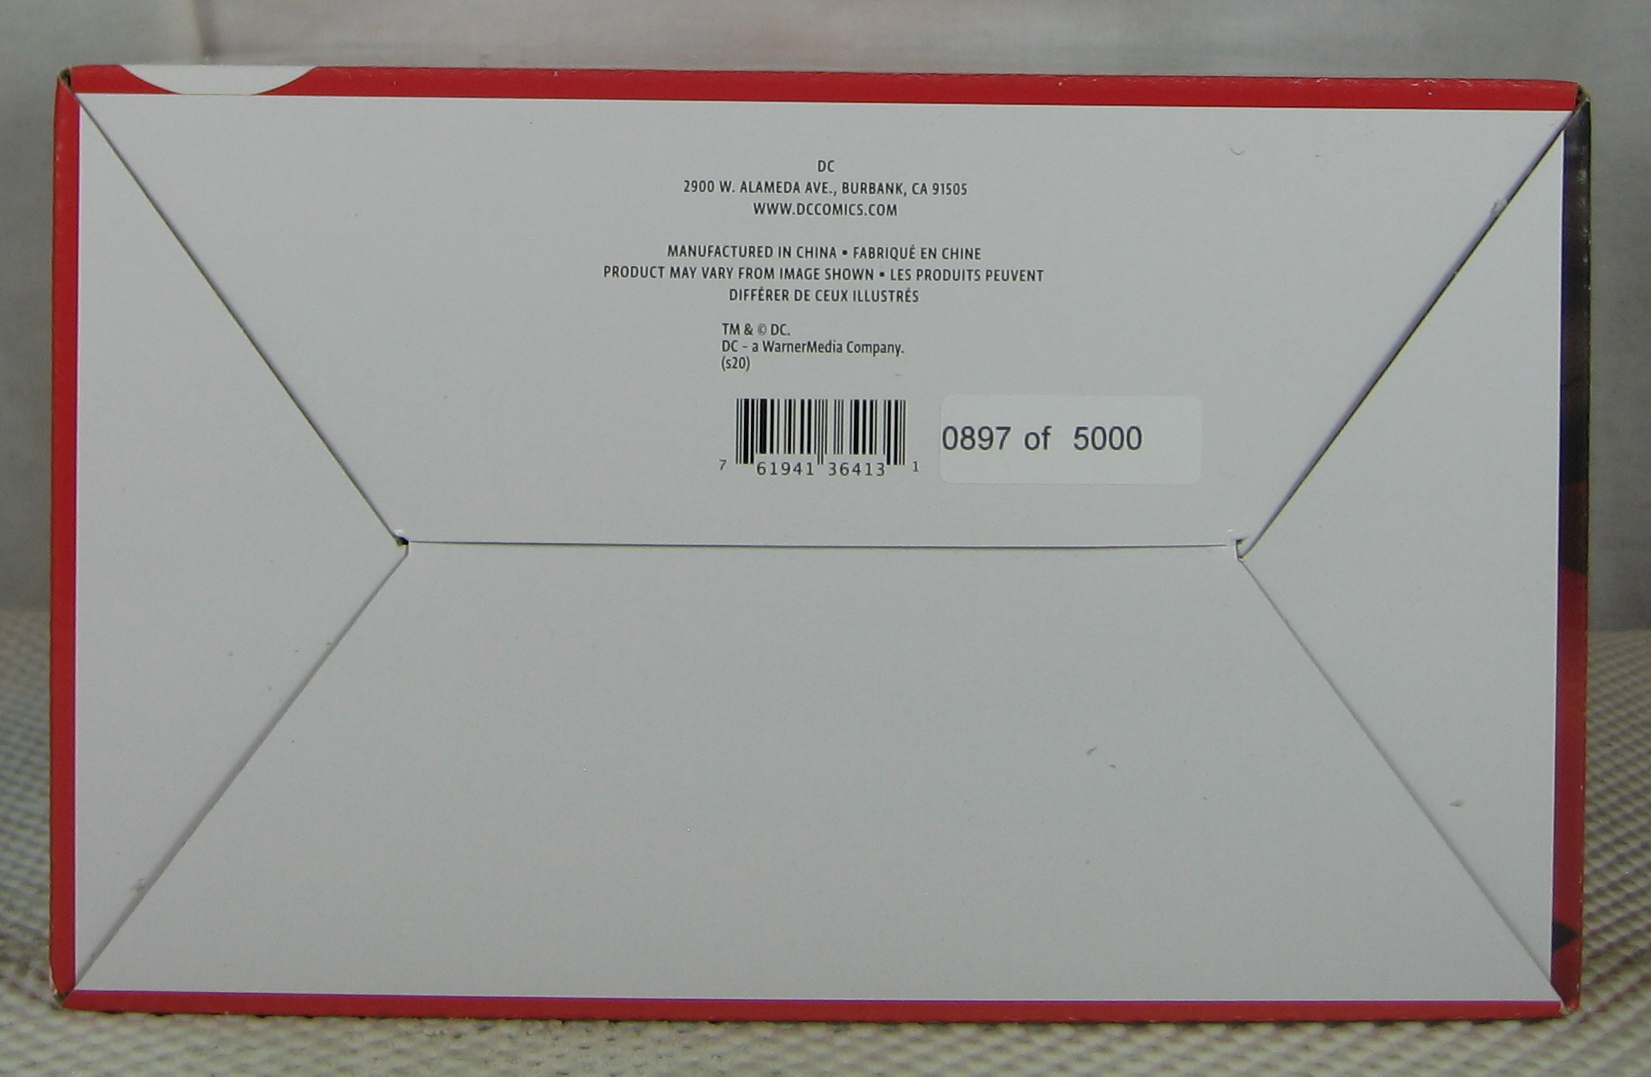 DC
2900 W. ALAMEDA AVE., BURBANK, CA 91505
WWW.DCCOMICS.COM
MANUFACTURED IN CHINA • FABRIQUÉ EN CHINE
PRODUCT MAY VARY FROM IMAGE SHOWN • LES PRODUITS PEUVENT
DIFFÉRER DE CEUX ILLUSTRÉS
TM & © DC.
DC – a WarnerMedia Company.
(s20)
7 61941 36413 1
0897 of 5000